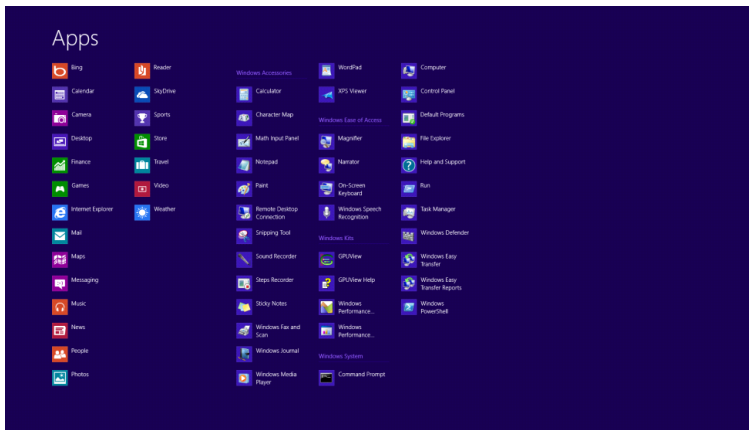 Apps
Bing
Calendar
Camera
Desktop
Finance
Games
Internet Explorer
Mail
Maps
Messaging
Music
News
People
Photos
Reader
SkyDrive
Sports
Store
Travel
Video
Weather
Windows Accessories
Calculator
Character Map
Math Input Panel
Notepad
Paint
Remote Desktop
Connection
Snipping Tool
Sound Recorder
Steps Recorder
Sticky Notes
Windows Fax and
Scan
Windows Journal
Windows Media
Player
WordPad
XPS Viewer
Windows Ease of Access
Magnifier
Narrator
On-Screen
Keyboard
Windows Speech
Recognition
Windows Kits
GPUView
GPUView Help
Windows
Performance...
Windows
Performance...
Windows System
Command Prompt
Computer
Control Panel
Default Programs
File Explorer
Help and Support
Run
Task Manager
Windows Defender
Windows Easy
Transfer
Windows Easy
Transfer Reports
Windows
PowerShell